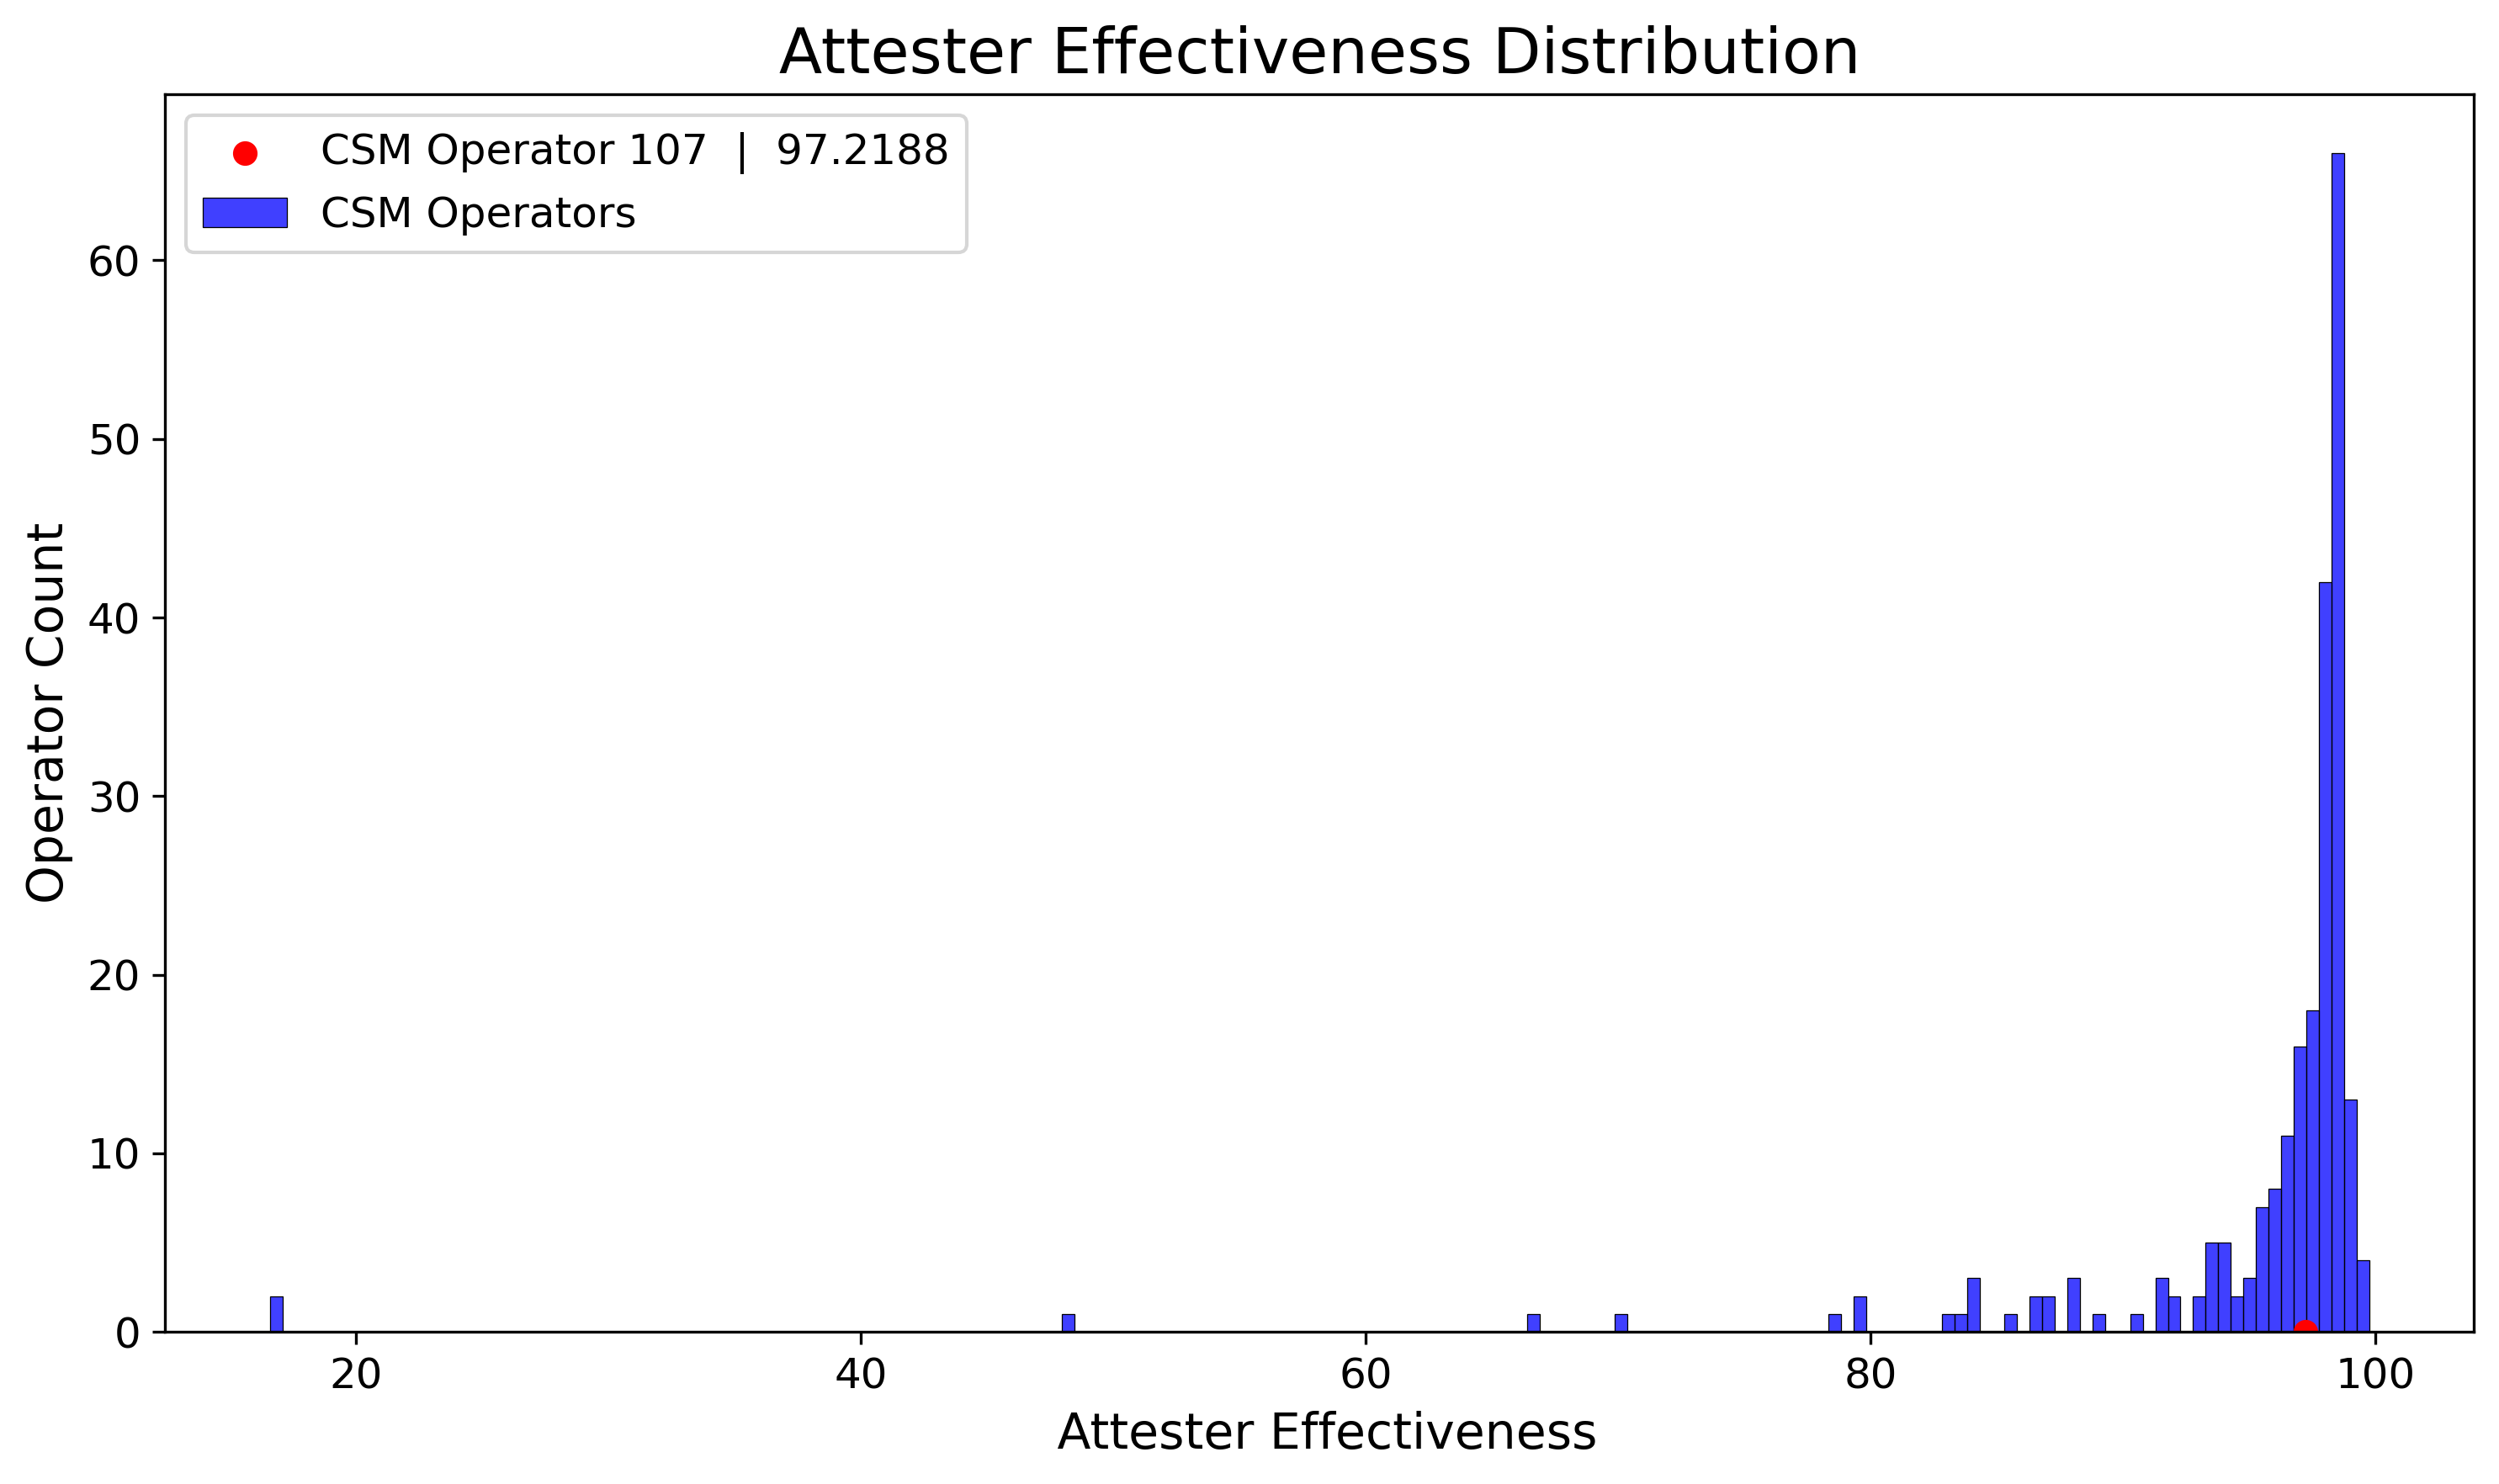 Attester Effectiveness Distribution
CSM Operator 107 | 97.2188
CSM Operators
Operator Count
60
50
40
30
20
10
0
20 40 60 80 100
Attester Effectiveness